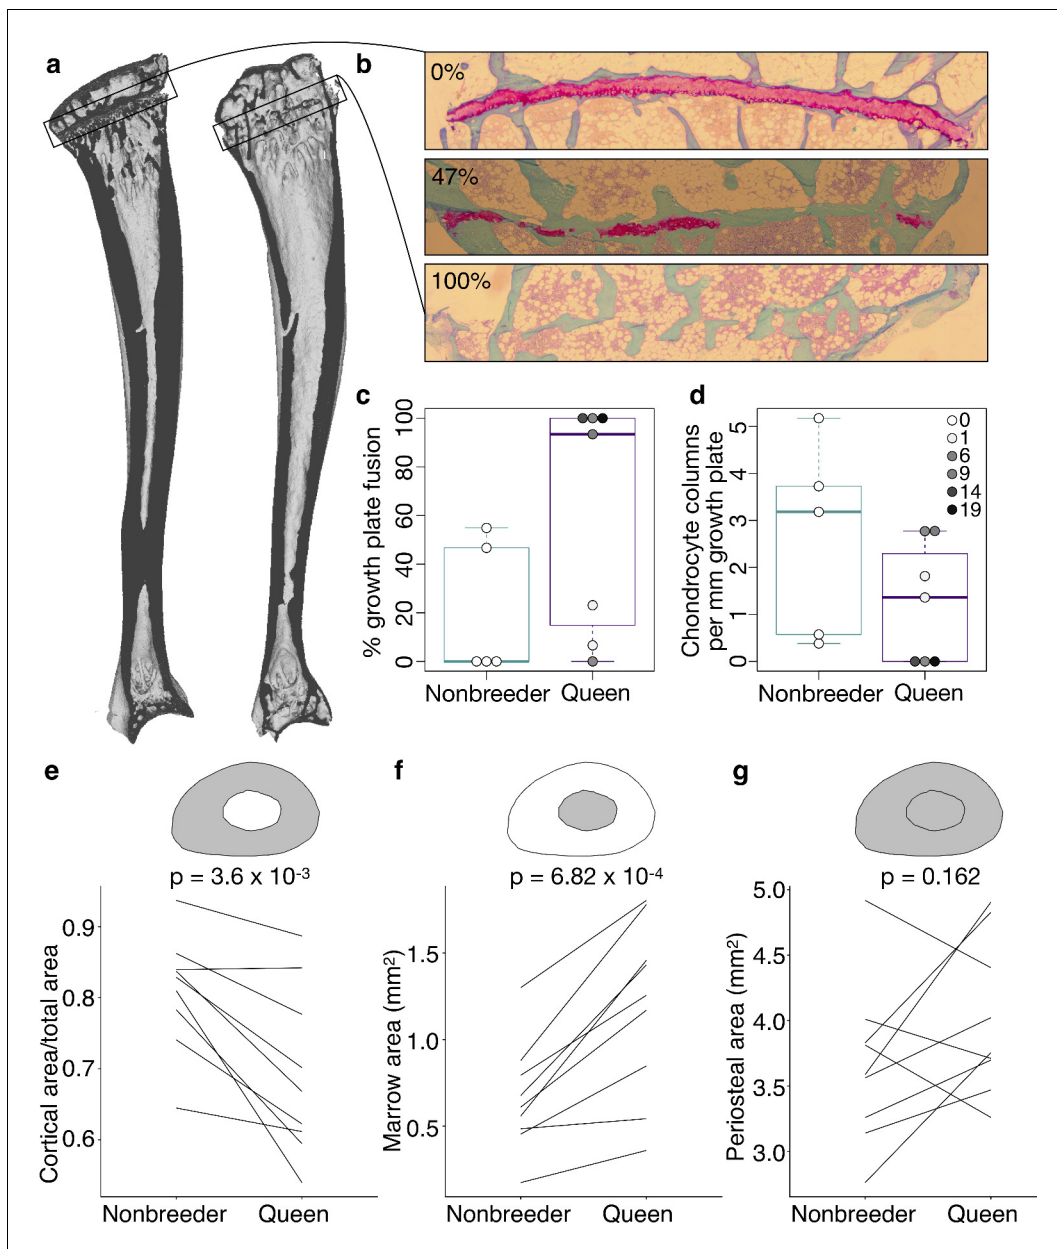 a
b
0%
47%
100%
c
% growth plate fusion
100
80
60
40
20
0
Nonbreeder
Queen
d
Chondrocyte columns
per mm growth plate
5
4
3
2
1
0
0
1
6
9
14
19
Nonbreeder
Queen
e
p = 3.6 x 10-3
Cortical area/total area
0.9
0.8
0.7
0.6
Nonbreeder
Queen
f
p = 6.82 x 10-4
Marrow area (mm2)
1.5
1.0
0.5
Nonbreeder
Queen
g
p = 0.162
Periosteal area (mm2)
5.0
4.5
4.0
3.5
3.0
Nonbreeder
Queen